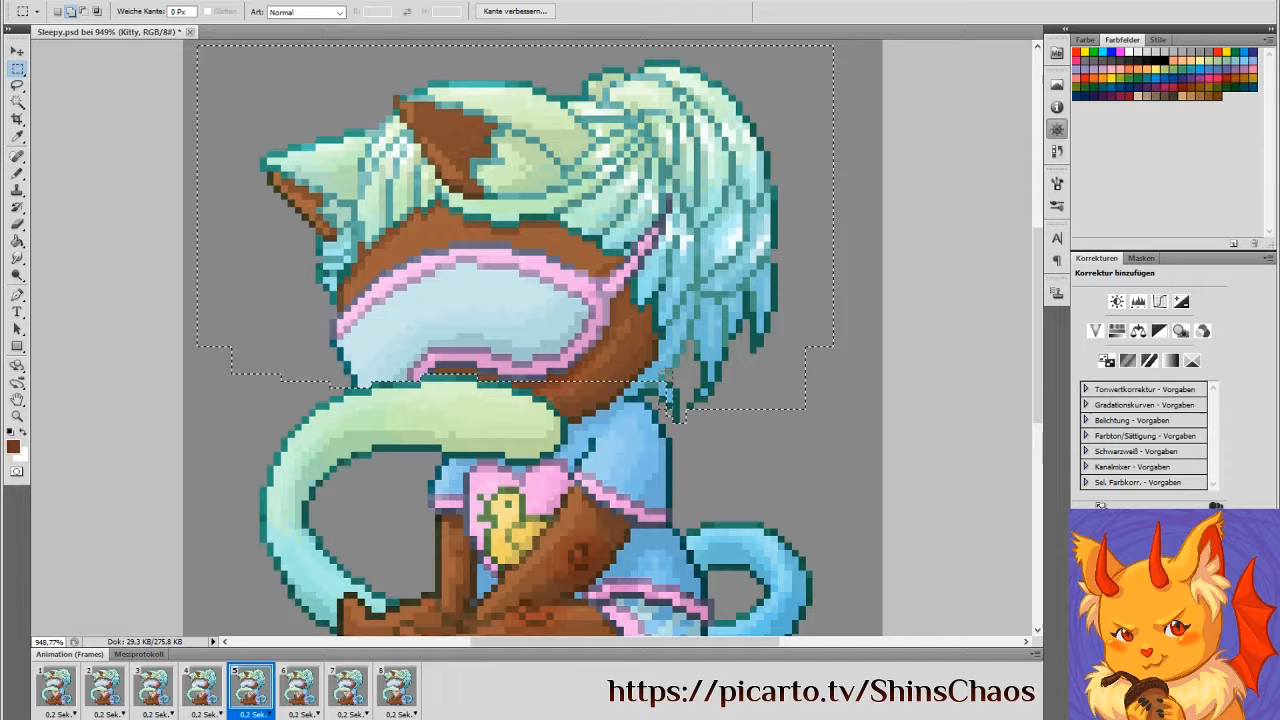 Weiche Kante: 0 Px Glätten Art: Normal B: H: Kante verbessern...
Sleepy.psd bei 949% (Kitty, RGB/8#) *
Farbe Farbfelder Stile
Mb
Korrekturen Masken
Korrektur hinzufügen
Tonwertkorrektur - Vorgaben
Gradationskurven - Vorgaben
Belichtung - Vorgaben
Farbton/Sättigung - Vorgaben
Schwarzweiß - Vorgaben
Kanalmixer - Vorgaben
Sel. Farbkorr. - Vorgaben
948,77% Dok: 29,3 KB/275,8 KB
Animation (Frames) Messprotokoll
1 2 3 4 5 6 7 8
0,2 Sek. 0,2 Sek. 0,2 Sek. 0,2 Sek. 0,2 Sek. 0,2 Sek. 0,2 Sek. 0,2 Sek.
https://picarto.tv/ShinsChaos